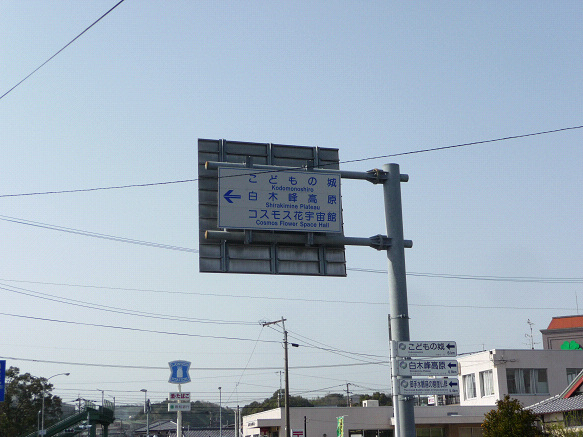 こどもの城
Kodomonoshiro
白木峰高原
Shirakimine Plateau
コスモス花宇宙館
Cosmos Flower Space Hall
こどもの城
白木峰高原